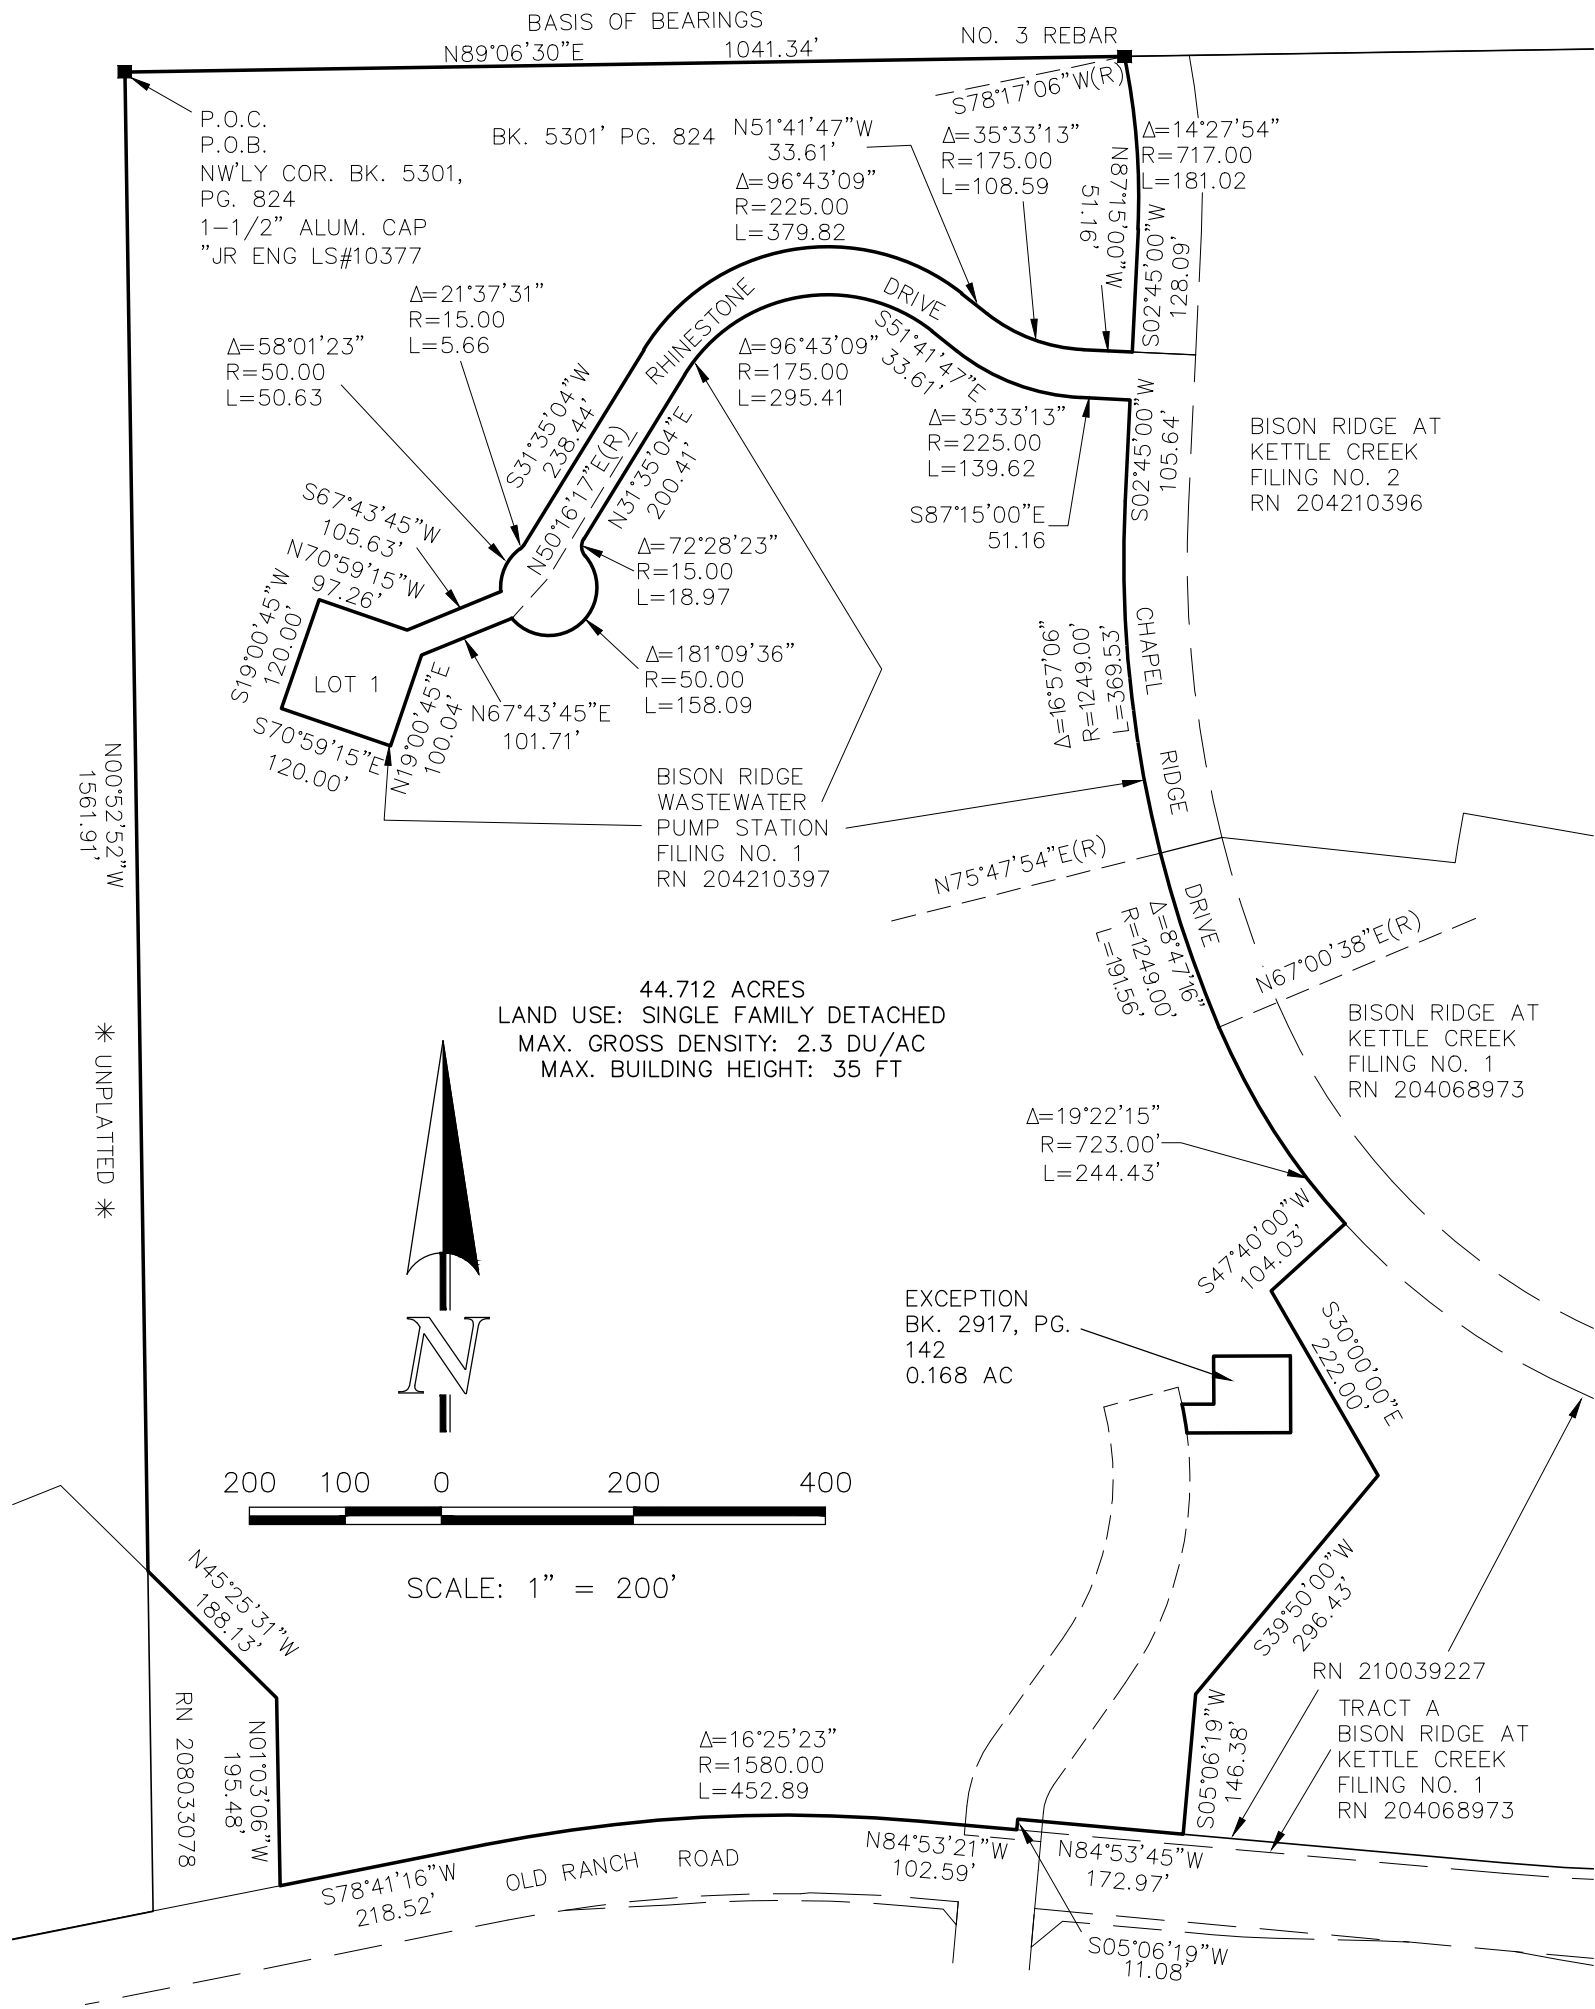 BASIS OF BEARINGS
N89°06'30"E 1041.34'
NO. 3 REBAR
S78°17'06"W(R)
P.O.C.
P.O.B.
NW'LY COR. BK. 5301,
PG. 824
1-1/2" ALUM. CAP
"JR ENG LS#10377
BK. 5301' PG. 824
N51°41'47"W
33.61'
Δ=96°43'09"
R=225.00
L=379.82
Δ=35°33'13"
R=175.00
L=108.59
N87°15'00"W
51.16'
Δ=14°27'54"
R=717.00
L=181.02
S02°45'00"W
128.09'
Δ=21°37'31"
R=15.00
L=5.66
Δ=58°01'23"
R=50.00
L=50.63
RHINESTONE
DRIVE
S51°41'47"E
33.61'
Δ=96°43'09"
R=175.00
L=295.41
Δ=35°33'13"
R=225.00
L=139.62
S87°15'00"E
51.16
S02°45'00"W
105.64'
BISON RIDGE AT
KETTLE CREEK
FILING NO. 2
RN 204210396
S31°35'04"W
238.44'
N50°16'17"E(R)
N31°35'04"E
200.41'
S67°43'45"W
105.63'
N70°59'15"W
97.26'
S19°00'45"W
120.00'
LOT 1
S70°59'15"E
120.00'
N19°00'45"E
100.04'
N67°43'45"E
101.71'
Δ=72°28'23"
R=15.00
L=18.97
Δ=181°09'36"
R=50.00
L=158.09
Δ=16°57'06"
R=1249.00'
L=369.53'
CHAPEL
RIDGE
DRIVE
N00°52'52"W
1561.91'
BISON RIDGE
WASTEWATER
PUMP STATION
FILING NO. 1
RN 204210397
N75°47'54"E(R)
Δ=8°47'16"
R=1249.00'
L=191.56'
N67°00'38"E(R)
44.712 ACRES
LAND USE: SINGLE FAMILY DETACHED
MAX. GROSS DENSITY: 2.3 DU/AC
MAX. BUILDING HEIGHT: 35 FT
BISON RIDGE AT
KETTLE CREEK
FILING NO. 1
RN 204068973
* UNPLATTED *
Δ=19°22'15"
R=723.00'
L=244.43'
S47°40'00"W
104.03'
EXCEPTION
BK. 2917, PG.
142
0.168 AC
S30°00'00"E
222.00'
N
200 100 0 200 400
SCALE: 1" = 200'
N45°25'31"W
188.13'
S39°50'00"W
296.43'
RN 210039227
TRACT A
BISON RIDGE AT
KETTLE CREEK
FILING NO. 1
RN 204068973
RN 208033078
N01°03'06"W
195.48'
Δ=16°25'23"
R=1580.00
L=452.89
S05°06'19"W
146.38'
N84°53'21"W
102.59'
N84°53'45"W
172.97'
S78°41'16"W
218.52'
OLD RANCH ROAD
S05°06'19"W
11.08'